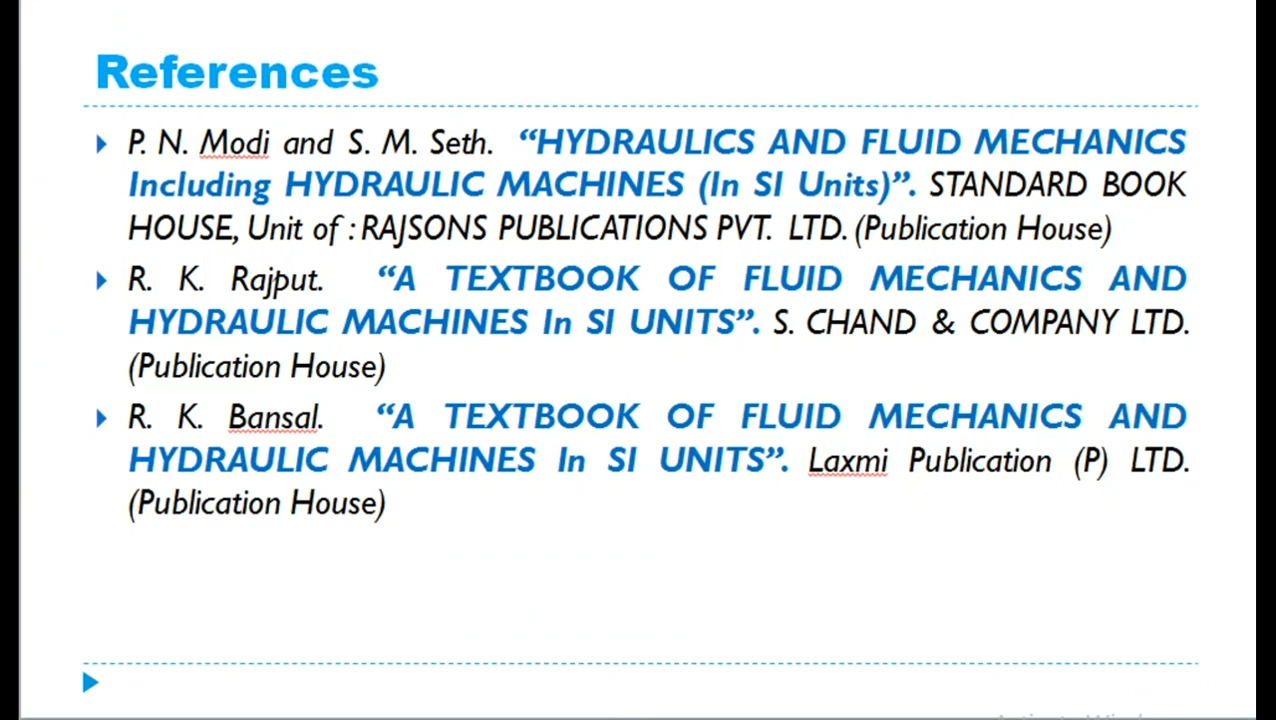 References
P. N. Modi and S. M. Seth. “HYDRAULICS AND FLUID MECHANICS
Including HYDRAULIC MACHINES (In SI Units)”. STANDARD BOOK
HOUSE, Unit of : RAJSONS PUBLICATIONS PVT. LTD. (Publication House)
R. K. Rajput. “A TEXTBOOK OF FLUID MECHANICS AND
HYDRAULIC MACHINES In SI UNITS”. S. CHAND & COMPANY LTD.
(Publication House)
R. K. Bansal. “A TEXTBOOK OF FLUID MECHANICS AND
HYDRAULIC MACHINES In SI UNITS”. Laxmi Publication (P) LTD.
(Publication House)